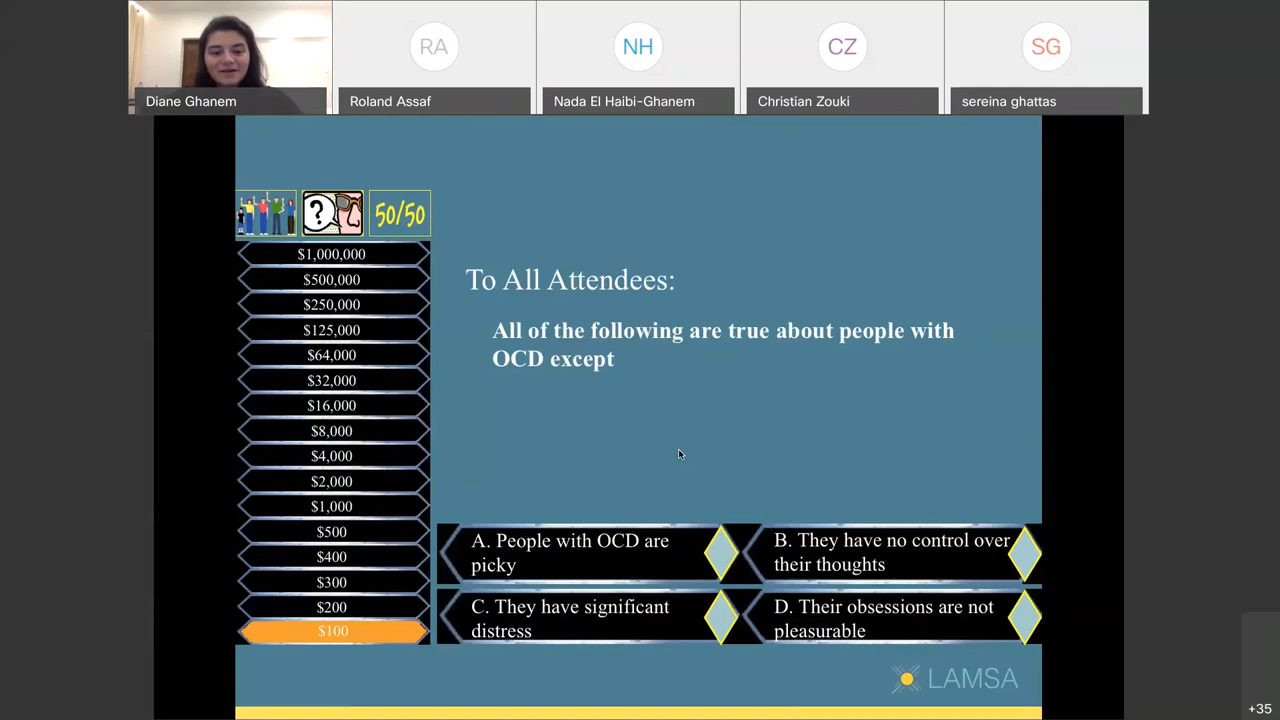 RA
NH
CZ
SG
Diane Ghanem
Roland Assaf
Nada El Haibi-Ghanem
Christian Zouki
sereina ghattas
?
50/50
$1,000,000
$500,000
$250,000
$125,000
$64,000
$32,000
$16,000
$8,000
$4,000
$2,000
$1,000
$500
$400
$300
$200
$100
To All Attendees:
All of the following are true about people with
OCD except
A. People with OCD are
picky
B. They have no control over
their thoughts
C. They have significant
distress
D. Their obsessions are not
pleasurable
LAMSA
+35